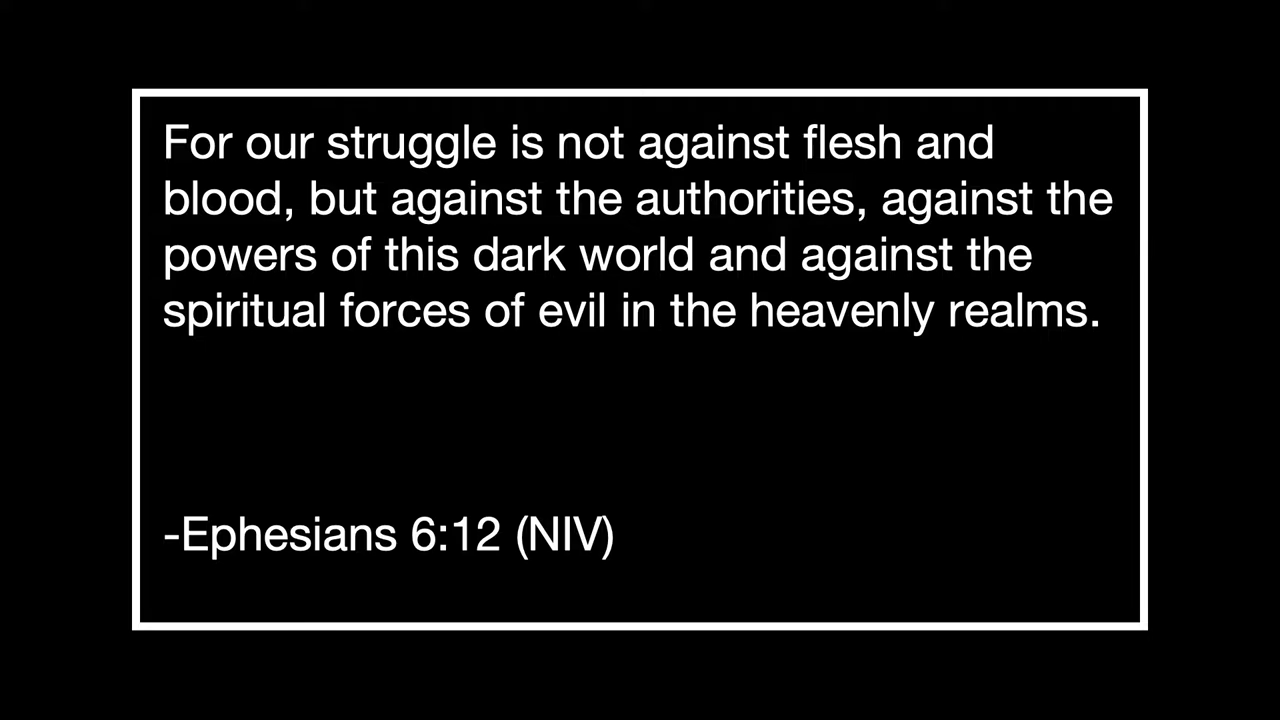 For our struggle is not against flesh and
blood, but against the authorities, against the
powers of this dark world and against the
spiritual forces of evil in the heavenly realms.
-Ephesians 6:12 (NIV)